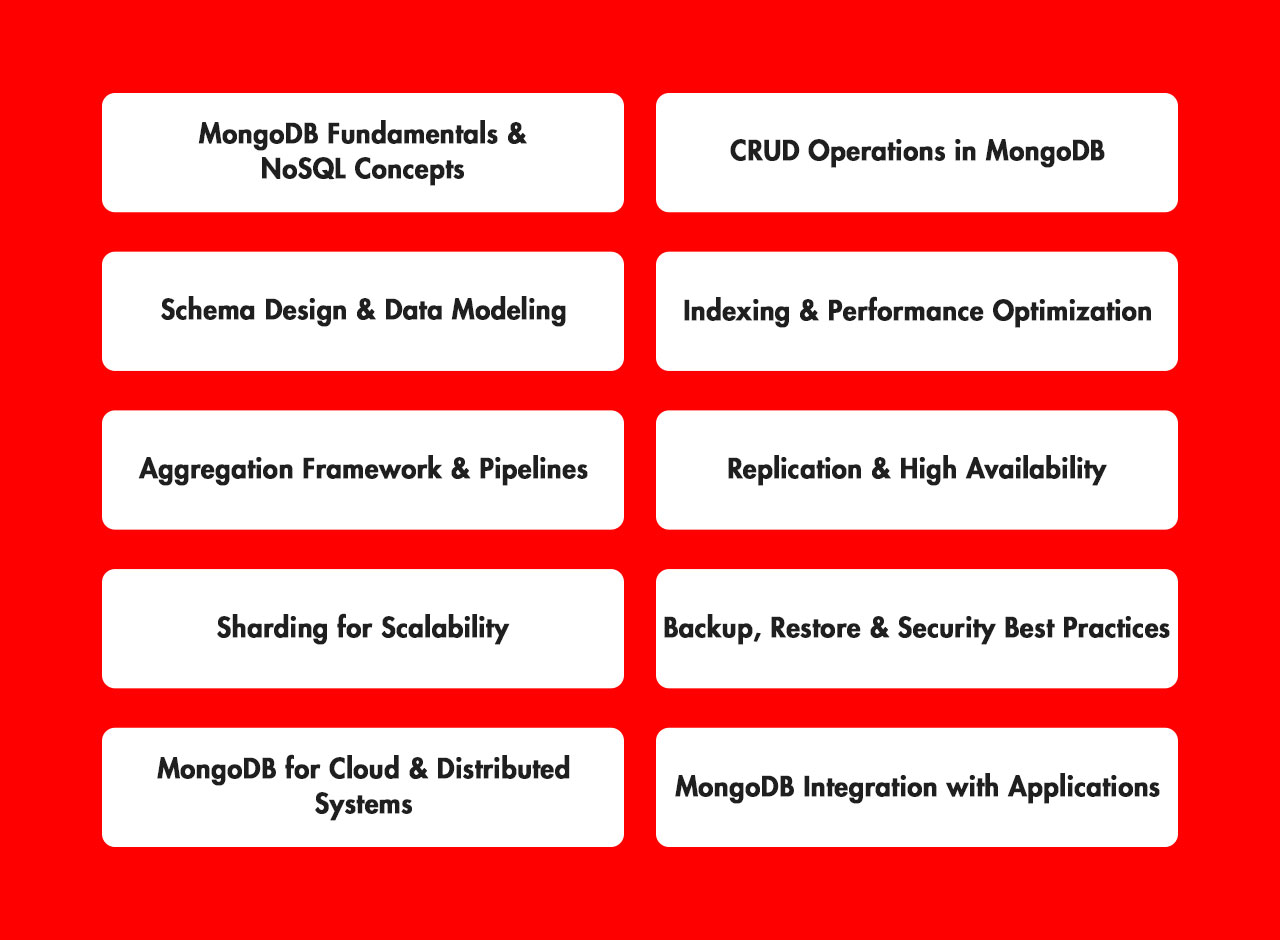 MongoDB Fundamentals &
NoSQL Concepts
CRUD Operations in MongoDB
Schema Design & Data Modeling
Indexing & Performance Optimization
Aggregation Framework & Pipelines
Replication & High Availability
Sharding for Scalability
Backup, Restore & Security Best Practices
MongoDB for Cloud & Distributed
Systems
MongoDB Integration with Applications